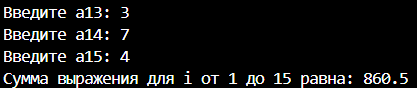 Введите a13: 3
Введите a14: 7
Введите a15: 4
Сумма выражения для i от 1 до 15 равна: 860.5